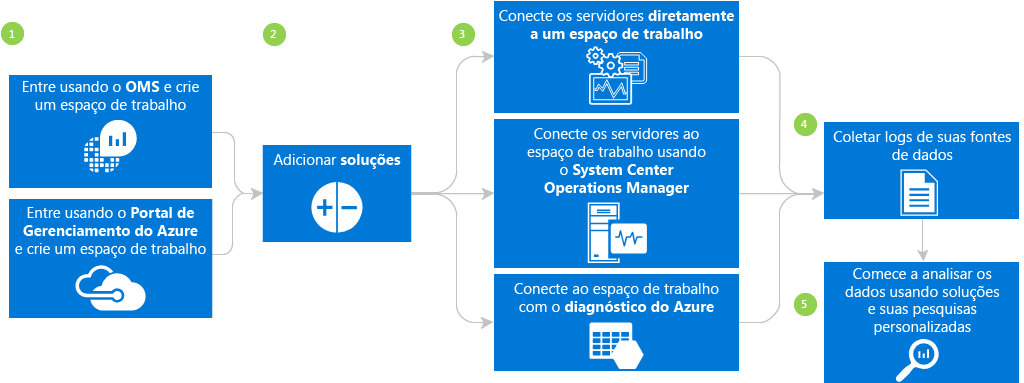 1
Entre usando o OMS e crie
um espaço de trabalho
Entre usando o Portal de
Gerenciamento do Azure
e crie um espaço de trabalho
2
Adicionar soluções
3
Conecte os servidores diretamente
a um espaço de trabalho
Conecte os servidores ao
espaço de trabalho usando
o System Center
Operations Manager
Conecte ao espaço de trabalho
com o diagnóstico do Azure
4
Coletar logs de suas fontes
de dados
5
Comece a analisar os
dados usando soluções
e suas pesquisas
personalizadas